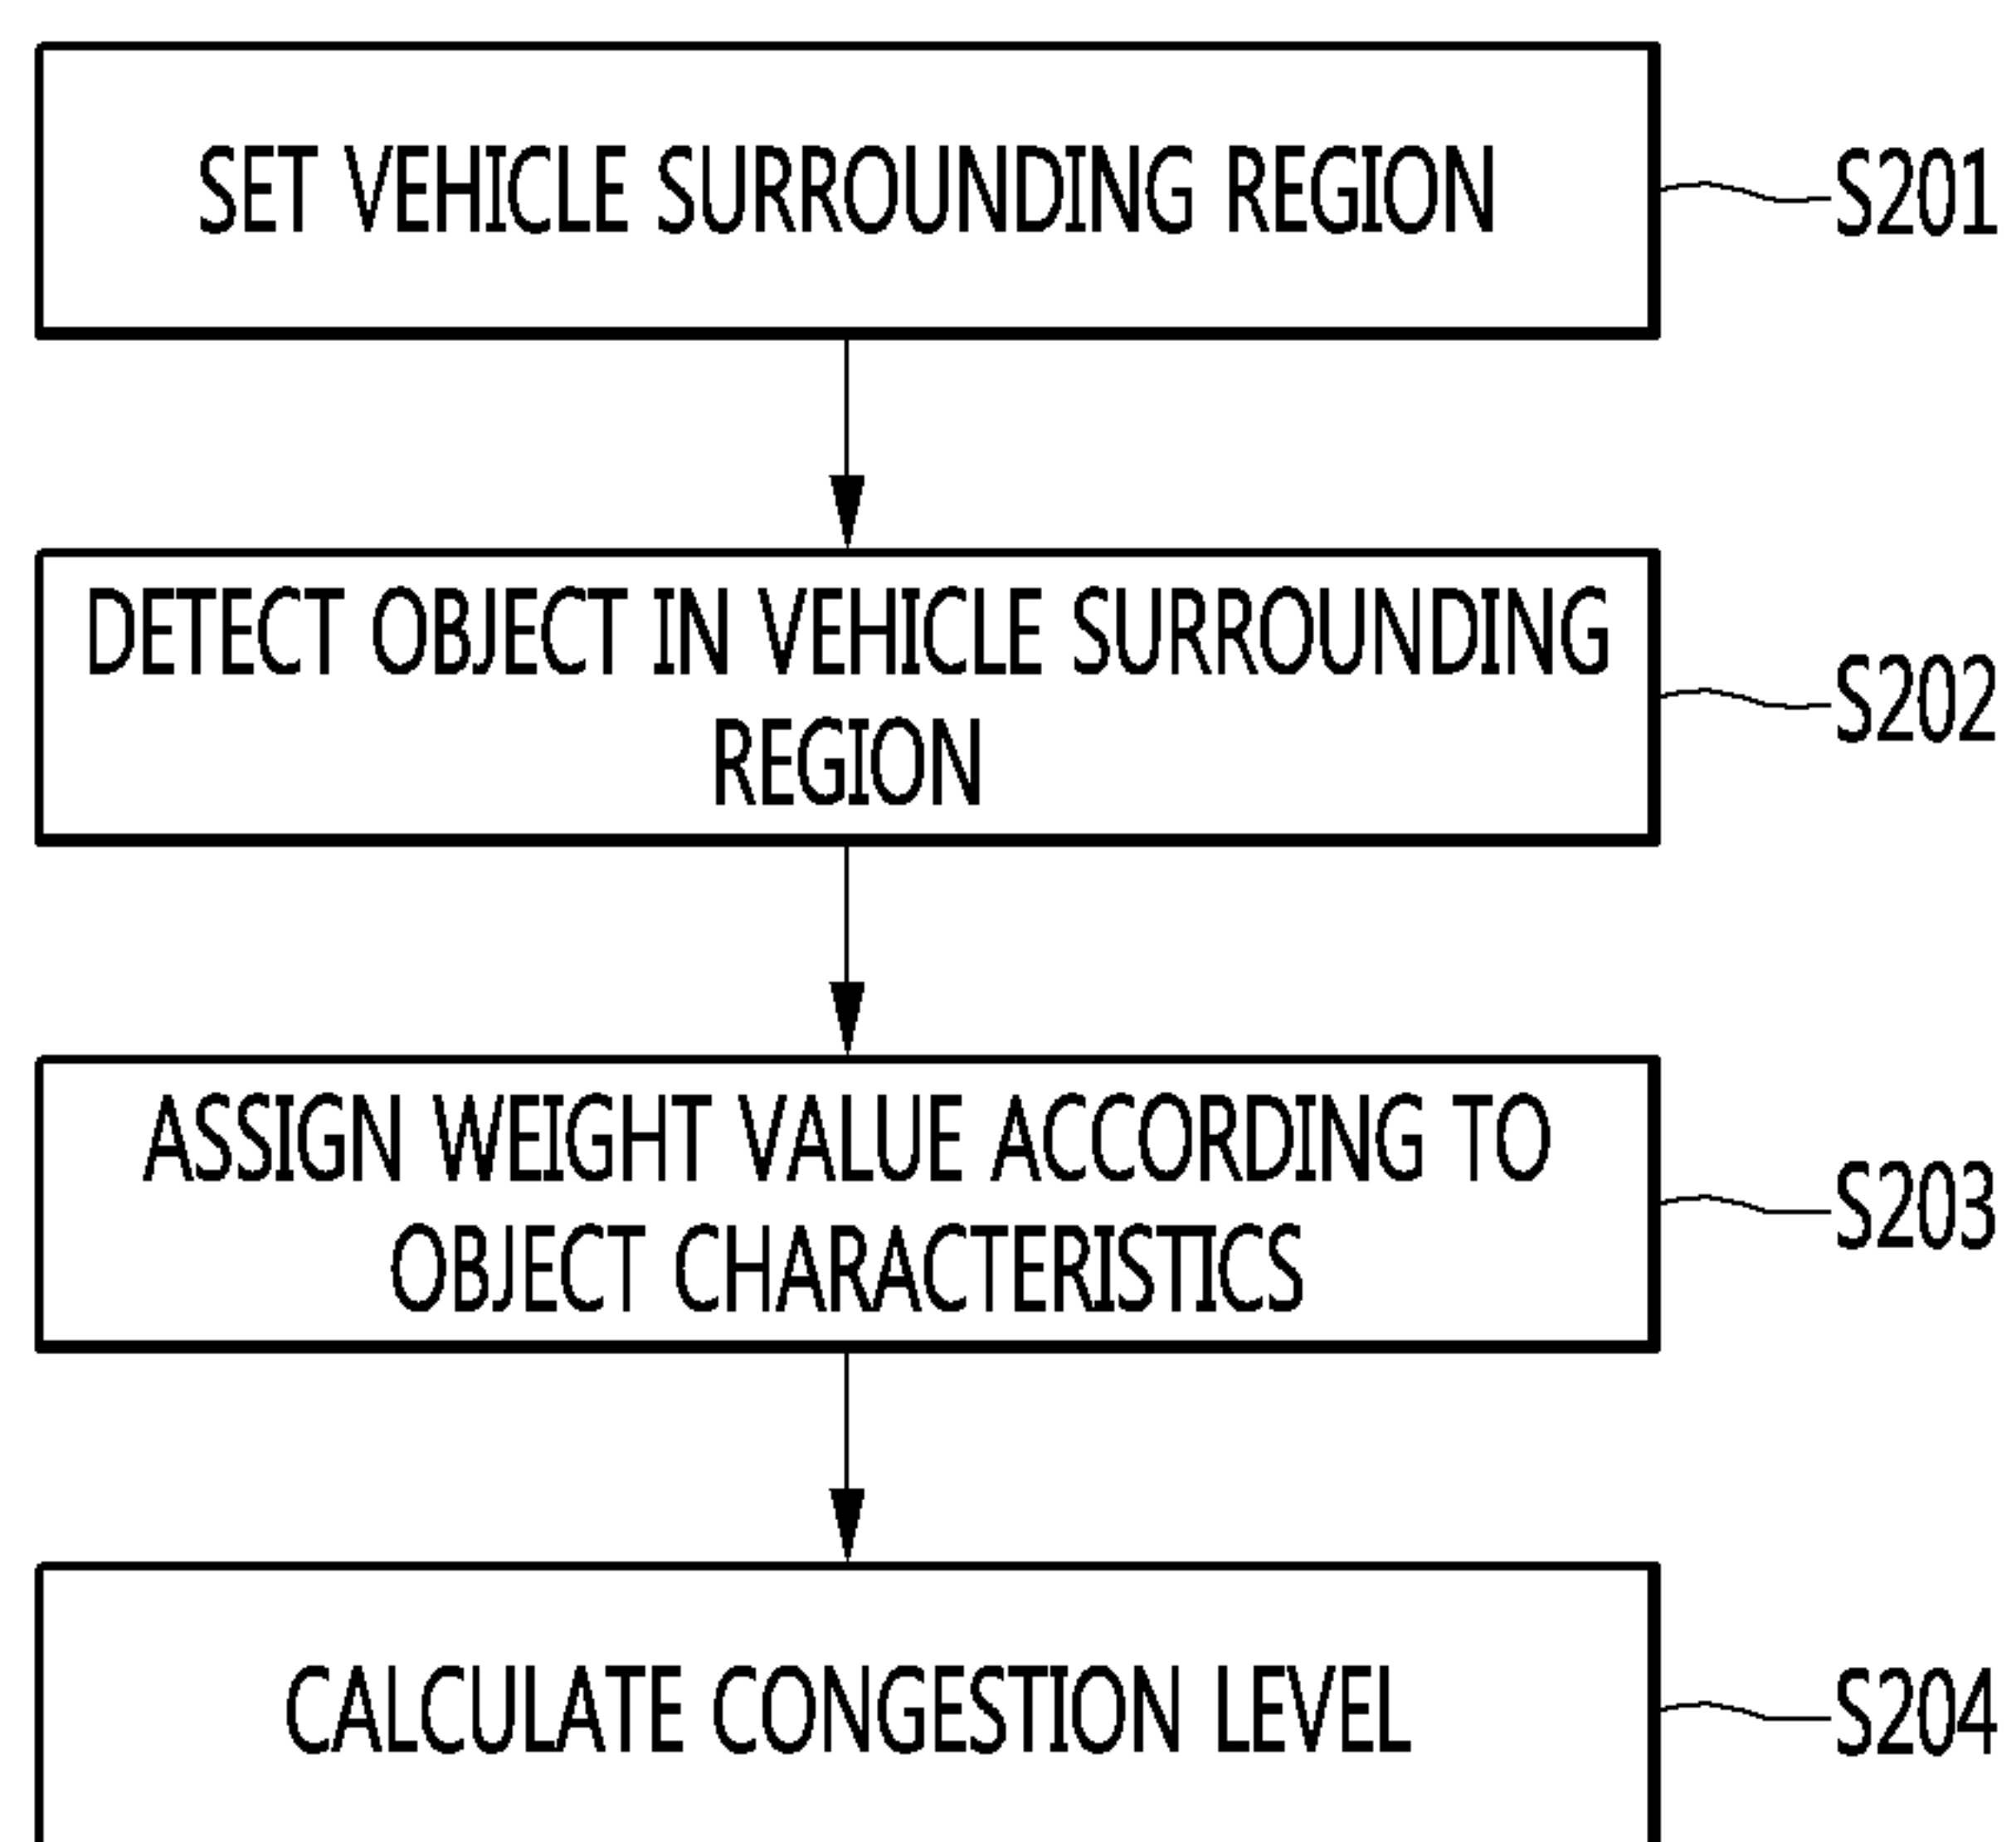 SET VEHICLE SURROUNDING REGION
S201
DETECT OBJECT IN VEHICLE SURROUNDING
REGION
S202
ASSIGN WEIGHT VALUE ACCORDING TO
OBJECT CHARACTERISTICS
S203
CALCULATE CONGESTION LEVEL
S204